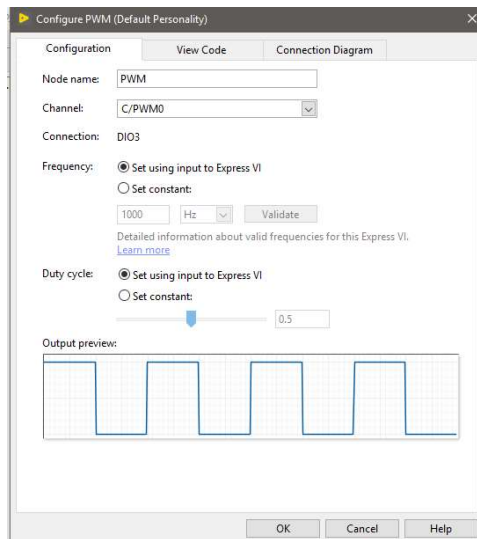 Configure PWM (Default Personality)
Configuration View Code Connection Diagram
Node name: PWM
Channel: C/PWM0
Connection: DIO3
Frequency: Set using input to Express VI
Set constant:
1000 Hz Validate
Detailed information about valid frequencies for this Express VI.
Learn more
Duty cycle: Set using input to Express VI
Set constant:
0.5
Output preview:
OK Cancel Help